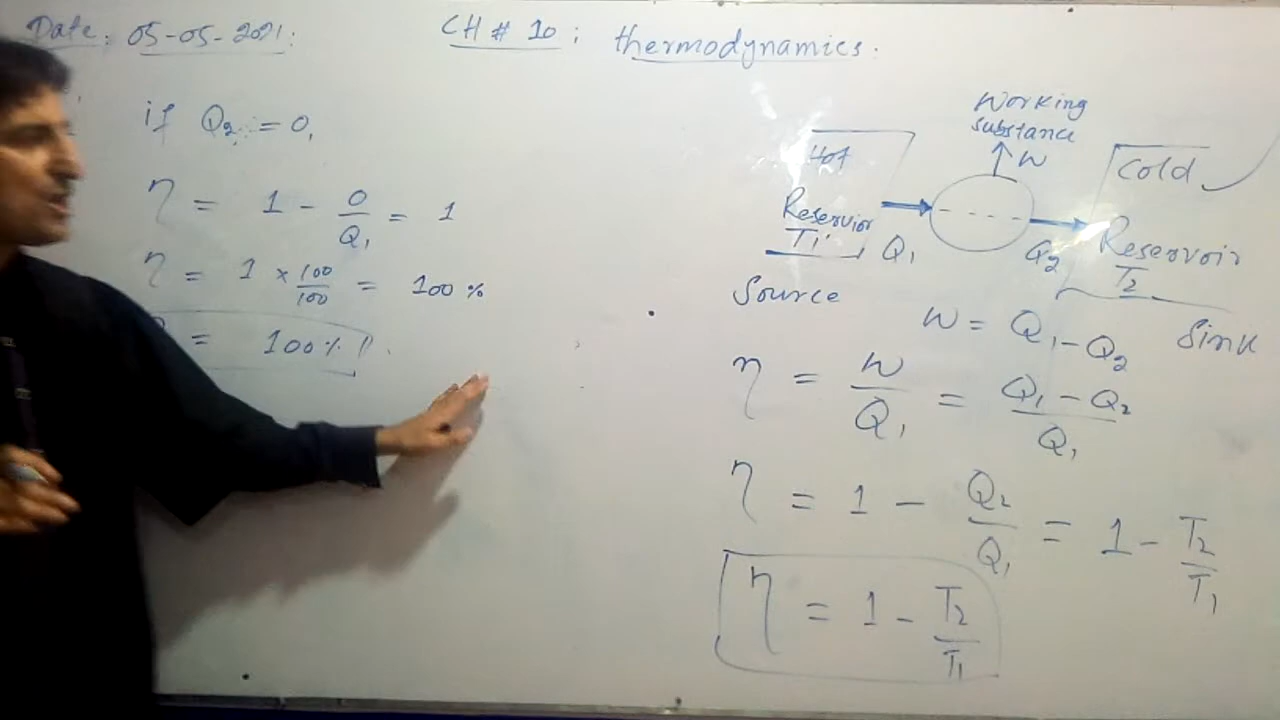 Date: 05-05-2021:
CH # 10 : thermodynamics.
if Q₂ = 0,
η = 1 - 0/Q₁ = 1
η = 1 × 100/100 = 100 %
= 100% !.
Working
substance
W
Hot
Reservior
T₁
Q₁
Source
Cold
Reservoir
T₂
Q₂
Sink
W = Q₁ - Q₂
η = W/Q₁ = Q₁ - Q₂/Q₁
η = 1 - Q₂/Q₁ = 1 - T₂/T₁
η = 1 - T₂/T₁